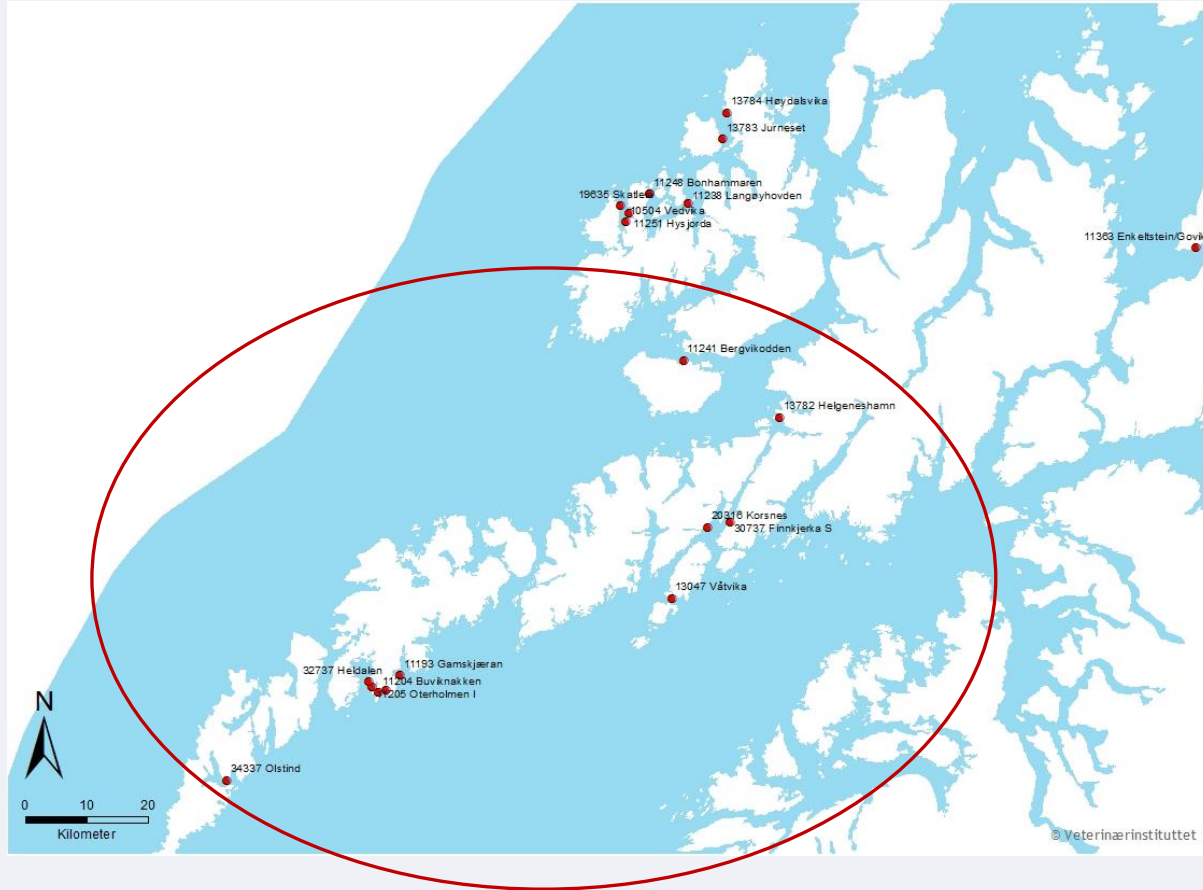 13784 Høydalsvika
13783 Jurneset
11248 Bonhammaren
19635 Skatleia
11238 Langøyhovden
10504 Vedvika
11251 Hysjorda
11363 Enkeltstein/Govik
11241 Bergvikodden
13782 Helgeneshamn
20316 Korsnes
30737 Finnkjerka S
13047 Våtvika
11193 Gamskjæran
32737 Heldalen
11204 Buviknakken
11205 Oterholmen I
34337 Olstind
N
0 10 20
Kilometer
© Veterinærinstituttet